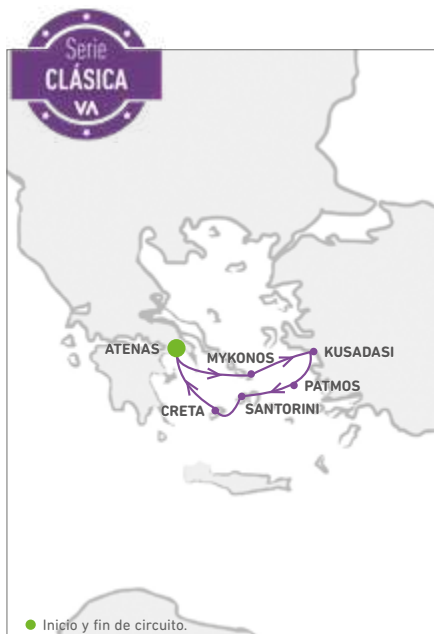 Serie
CLÁSICA
VA
ATENAS
MYKONOS
KUSADASI
PATMOS
CRETA
SANTORINI
Inicio y fin de circuito.